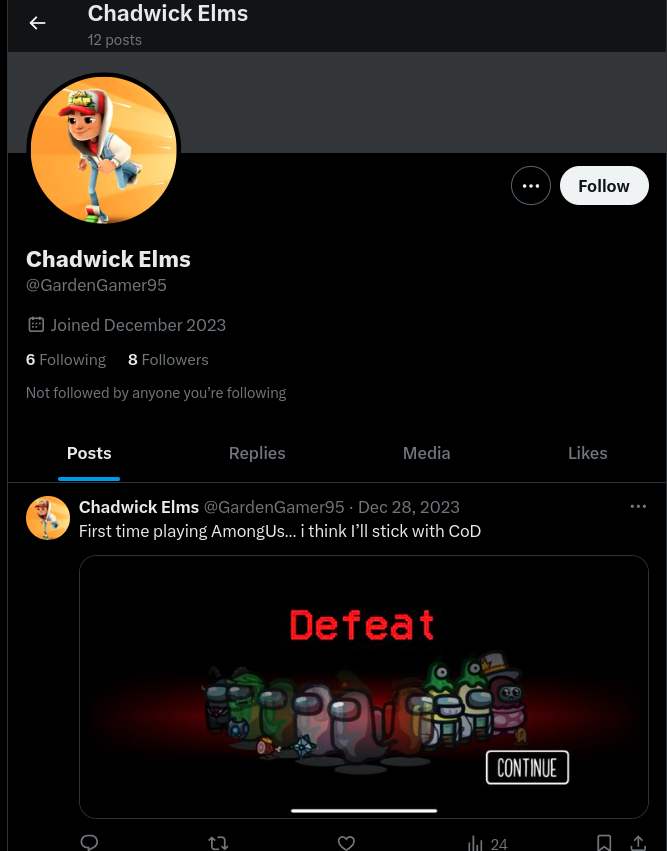 Chadwick Elms
12 posts
Follow
Chadwick Elms
@GardenGamer95
Joined December 2023
6 Following 8 Followers
Not followed by anyone you’re following
Posts Replies Media Likes
Chadwick Elms @GardenGamer95 · Dec 28, 2023
First time playing AmongUs... i think I’ll stick with CoD
Defeat
CONTINUE
24